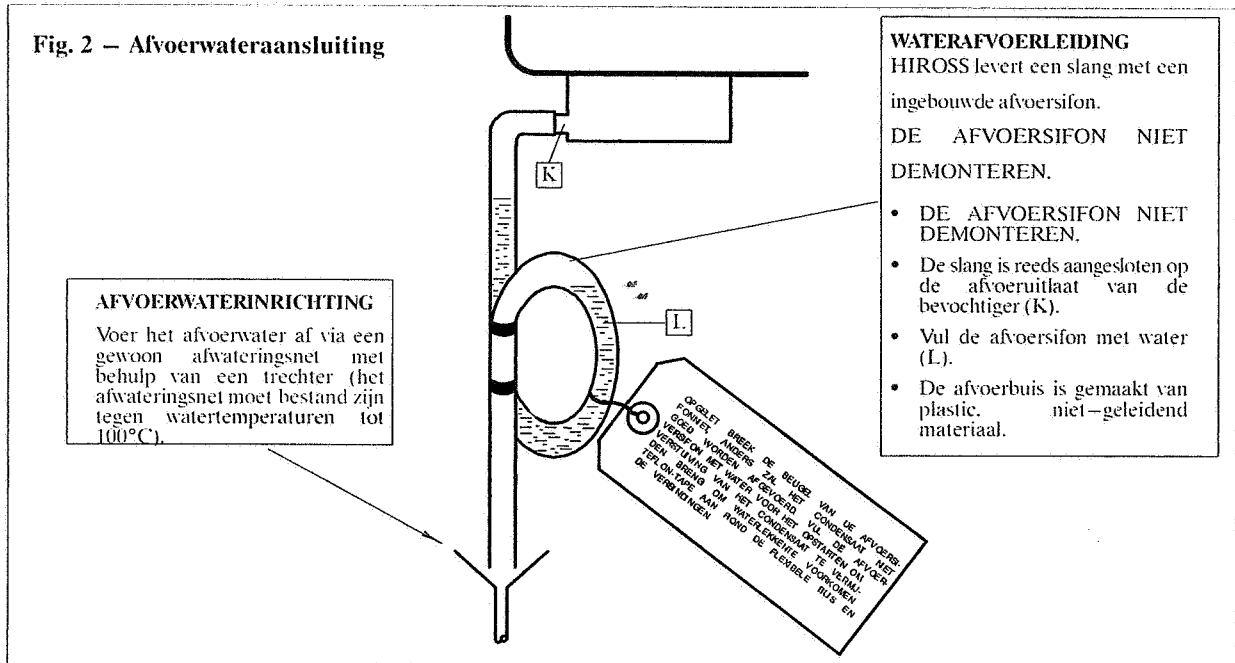 Fig. 2 – Afvoerwateraansluiting
WATERAFVOERLEIDING
HIROSS levert een slang met een
ingebouwde afvoersifon.
DE AFVOERSIFON NIET
DEMONTEREN.
• DE AFVOERSIFON NIET
DEMONTEREN.
• De slang is reeds aangesloten op
de afvoeruitlaat van de
bevochtiger (K).
• Vul de afvoersifon met water
(L).
• De afvoerbuis is gemaakt van
plastic. niet–geleidend
materiaal.
K
L
AFVOERWATERINRICHTING
Voer het afvoerwater af via een
gewoon afwateringsnet met
behulp van een trechter (het
afwateringsnet moet bestand zijn
tegen watertemperaturen tot
100°C).
OPGELET BREEK DE BEUGEL VAN DE AFVOERSI-
FONNIET, ANDERS ZAL HET CONDENSAAT NIET
GOED WORDEN AFGEVOERD. VUL DE AFVOER-
VERSIFON MET WATER VOOR HET OPSTARTEN OM
VERSTUIVING VAN HET CONDENSAAT TE VERMIJ-
DEN BRENG OM WATERLEKKENTE VOORKOMEN
TEFLON-TAPE AAN ROND DE FLEXIBELE BUIS EN
DE VERBINDINGEN